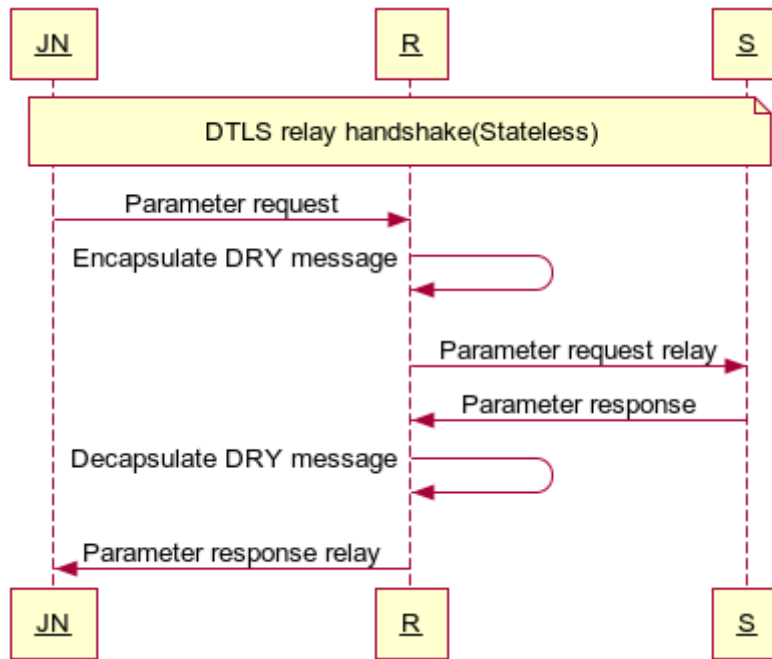 JN
R
S
DTLS relay handshake(Stateless)
Parameter request
Encapsulate DRY message
Parameter request relay
Parameter response
Decapsulate DRY message
Parameter response relay
JN
R
S